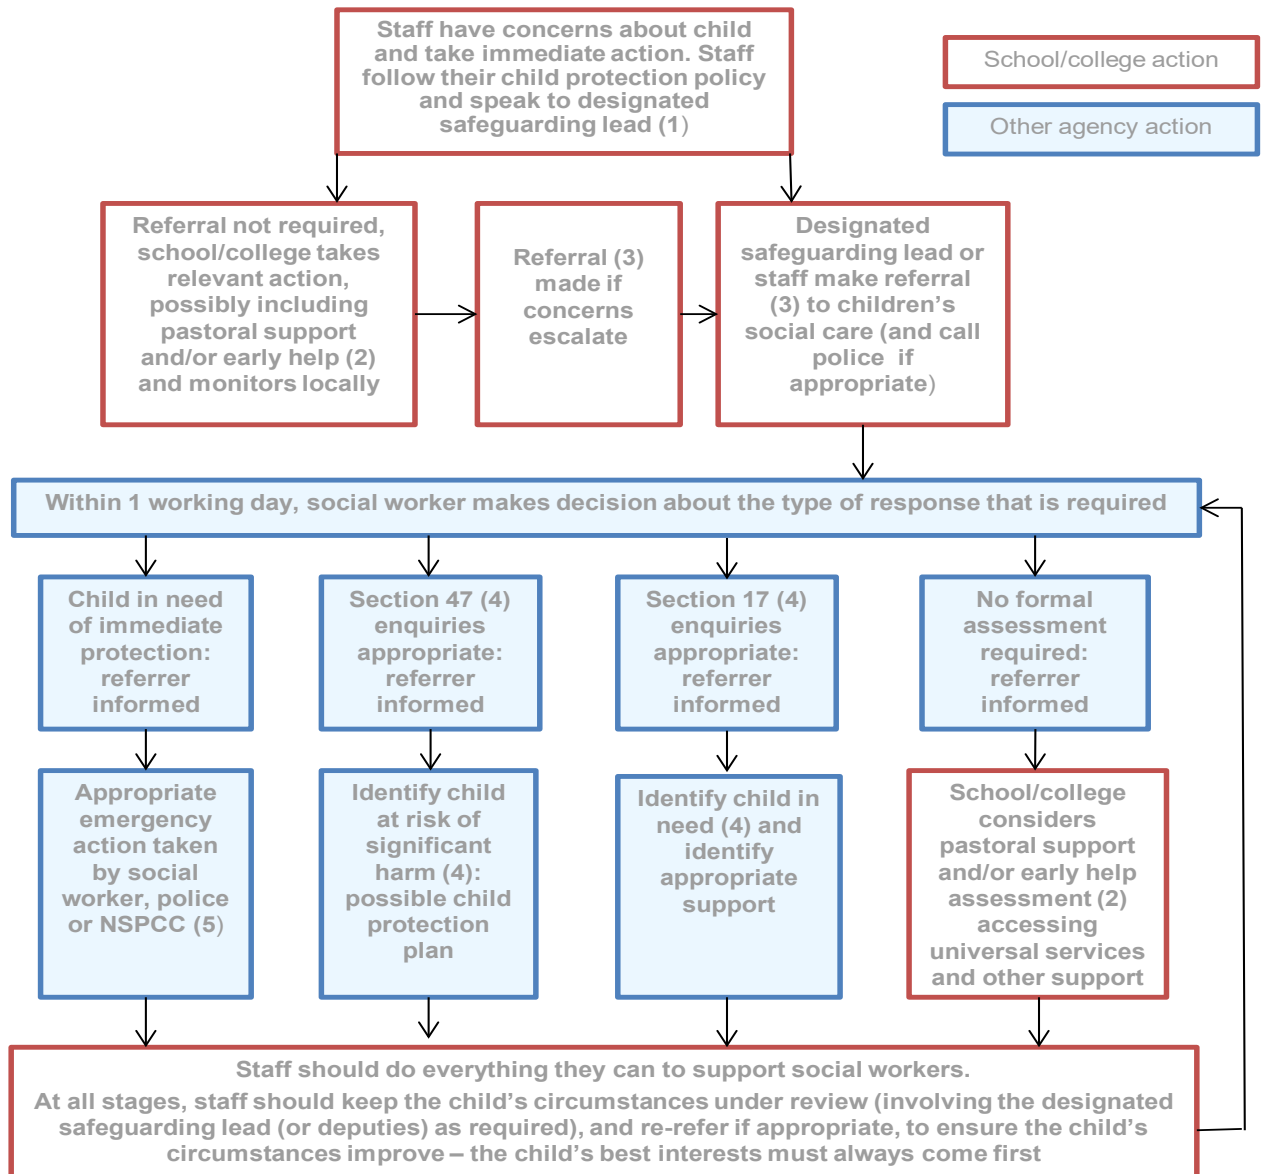 Staff have concerns about child
and take immediate action. Staff
follow their child protection policy
and speak to designated
safeguarding lead (1)
School/college action
Other agency action
Referral not required,
school/college takes
relevant action,
possibly including
pastoral support
and/or early help (2)
and monitors locally
Referral (3)
made if
concerns
escalate
Designated
safeguarding lead or
staff make referral
(3) to children’s
social care (and call
police if
appropriate)
Within 1 working day, social worker makes decision about the type of response that is required
Child in need
of immediate
protection:
referrer
informed
Section 47 (4)
enquiries
appropriate:
referrer
informed
Section 17 (4)
enquiries
appropriate:
referrer
informed
No formal
assessment
required:
referrer
informed
Appropriate
emergency
action taken
by social
worker, police
or NSPCC (5)
Identify child
at risk of
significant
harm (4):
possible child
protection
plan
Identify child in
need (4) and
identify
appropriate
support
School/college
considers
pastoral support
and/or early help
assessment (2)
accessing
universal services
and other support
Staff should do everything they can to support social workers.
At all stages, staff should keep the child’s circumstances under review (involving the designated
safeguarding lead (or deputies) as required), and re-refer if appropriate, to ensure the child’s
circumstances improve – the child’s best interests must always come first